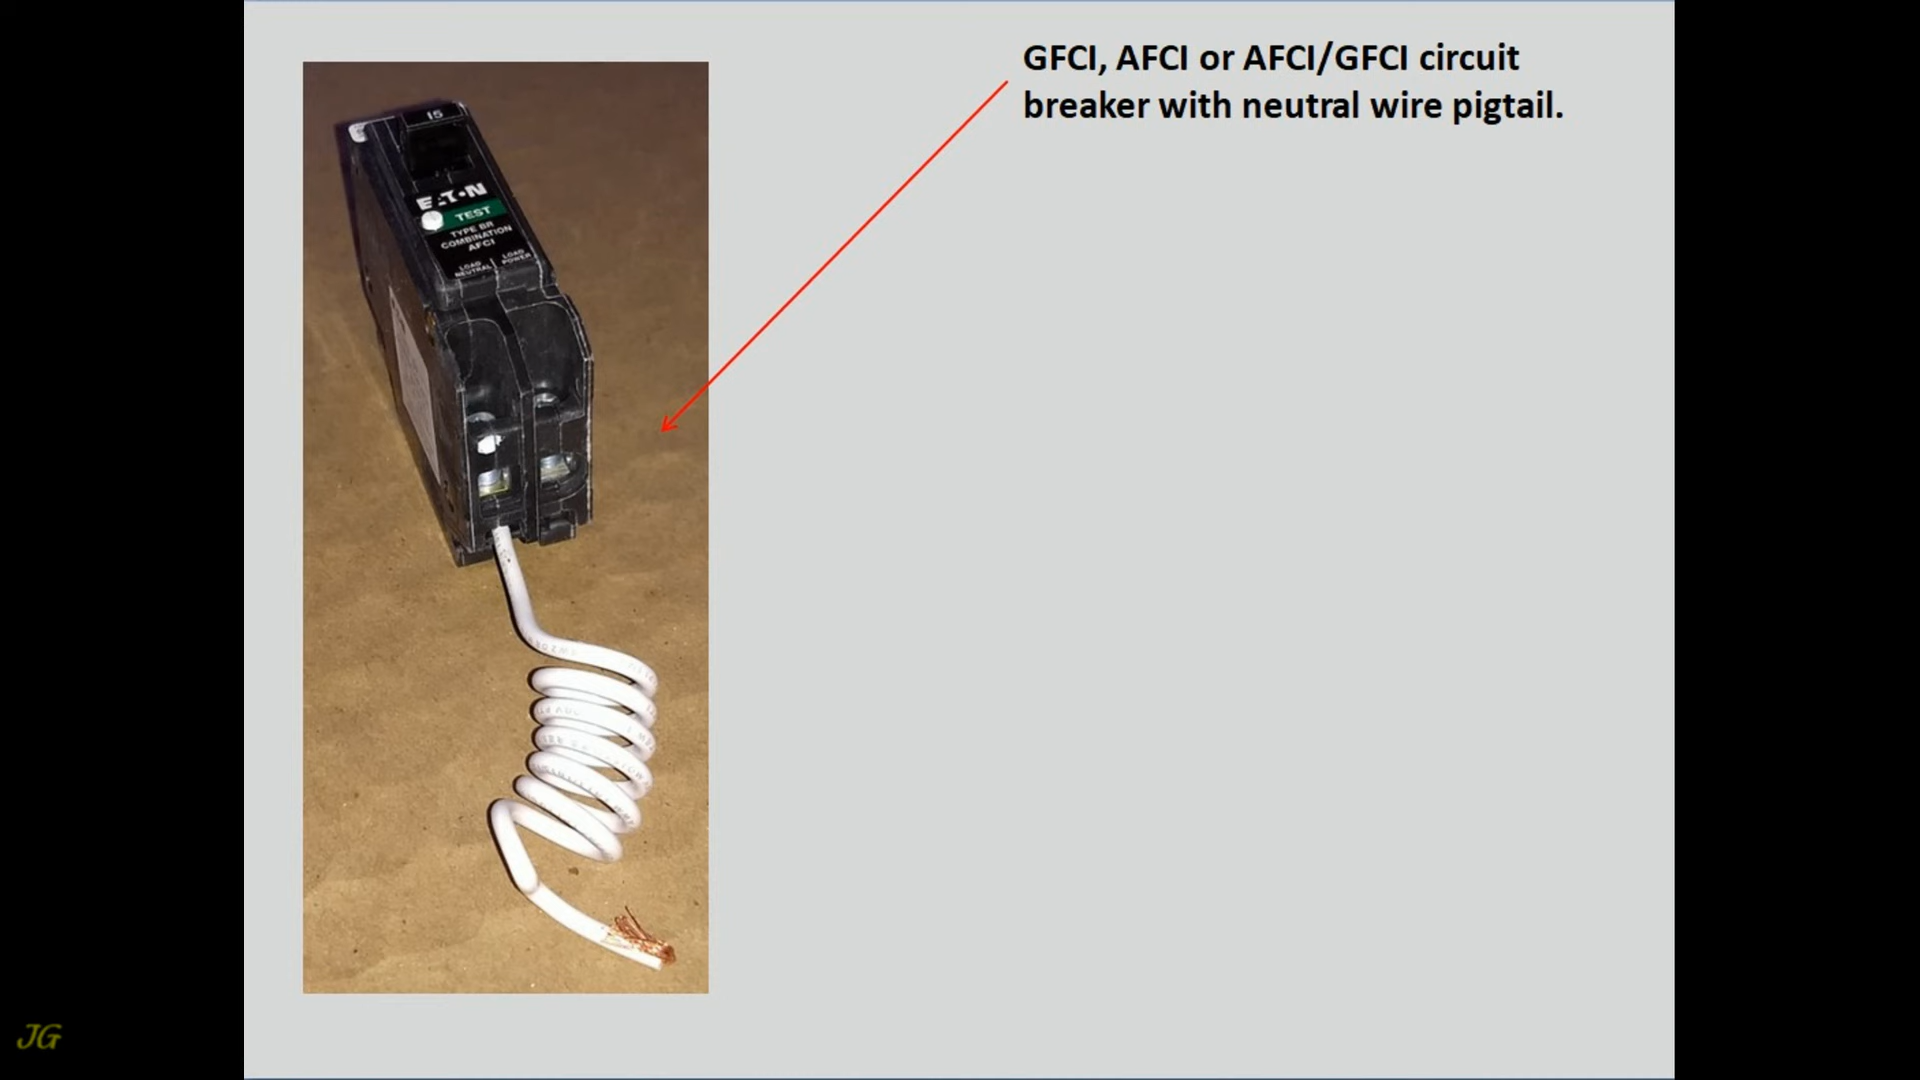 GFCI, AFCI or AFCI/GFCI circuit
breaker with neutral wire pigtail.
15
EATON
TEST
TYPE BR
COMBINATION
AFCI
LOAD NEUTRAL
LOAD POWER
JG